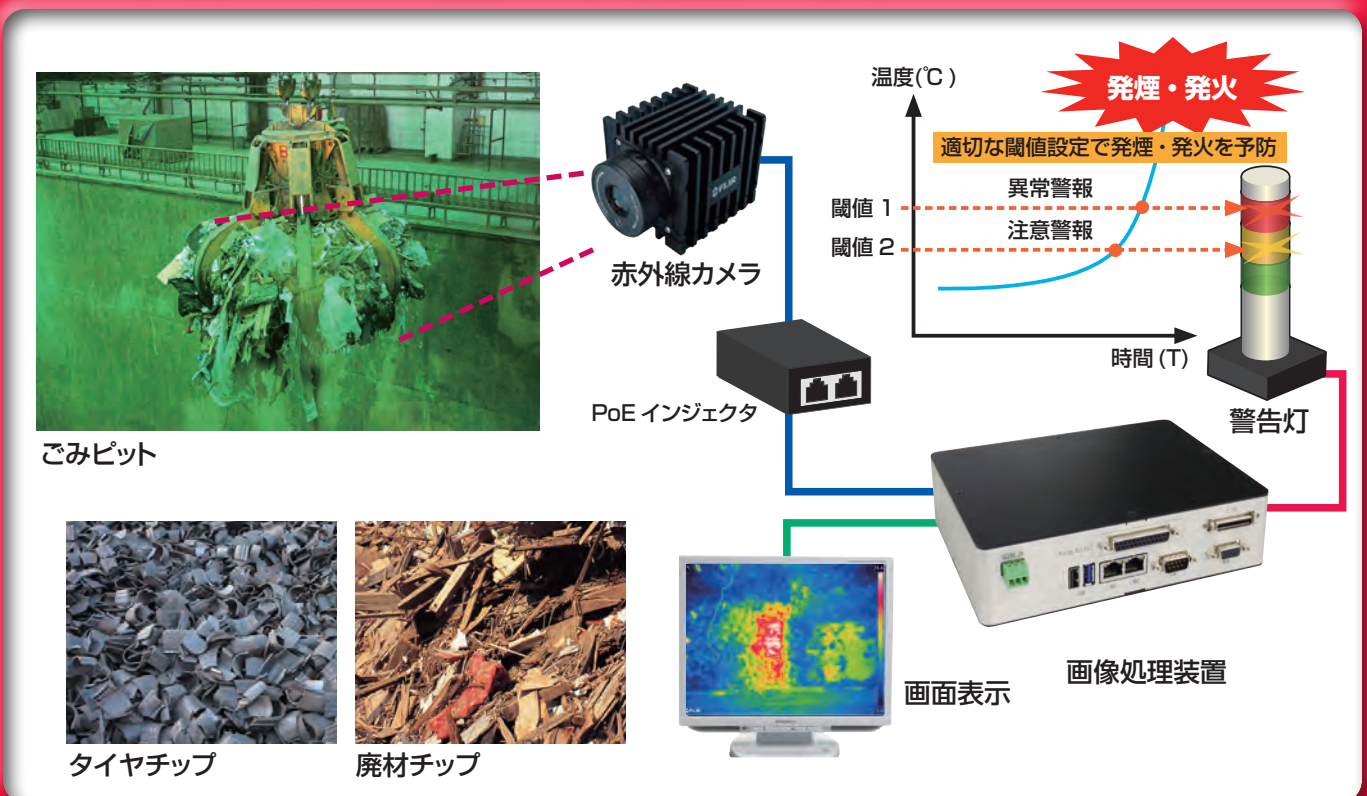 温度(℃)
発煙・発火
適切な閾値設定で発煙・発火を予防
異常警報
閾値 1
注意警報
閾値 2
時間 (T)
警告灯
FLIR
赤外線カメラ
PoE インジェクタ
ごみピット
画像処理装置
画面表示
タイヤチップ
廃材チップ